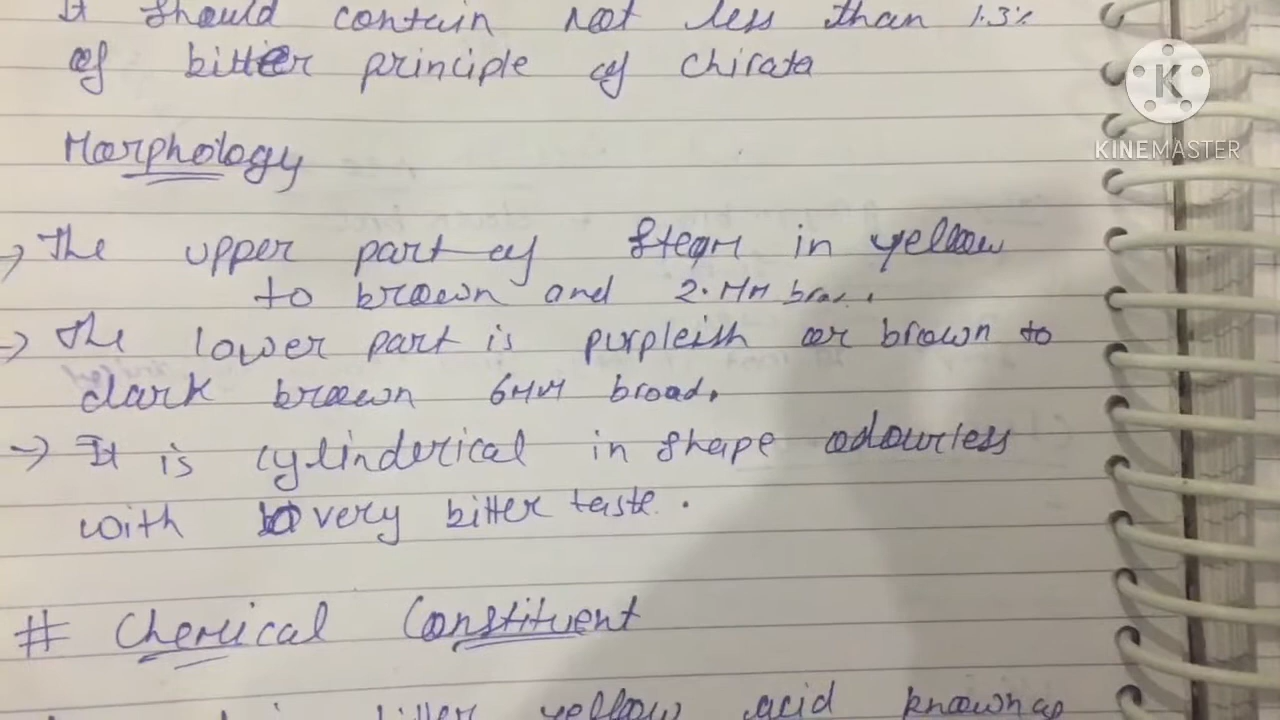 It should contain not less than 1.3%
of bitter principle of chirata
Morphology
→ The upper part of steam in yellow
to brown and 2.MM
→ The lower part is purpleish or brown to
dark brown 6MM broad.
→ It is cylinderical in shape odourless
with very bitter taste.
# Chemical Constituent
bitter yellow acid known as
K
KINEMASTER